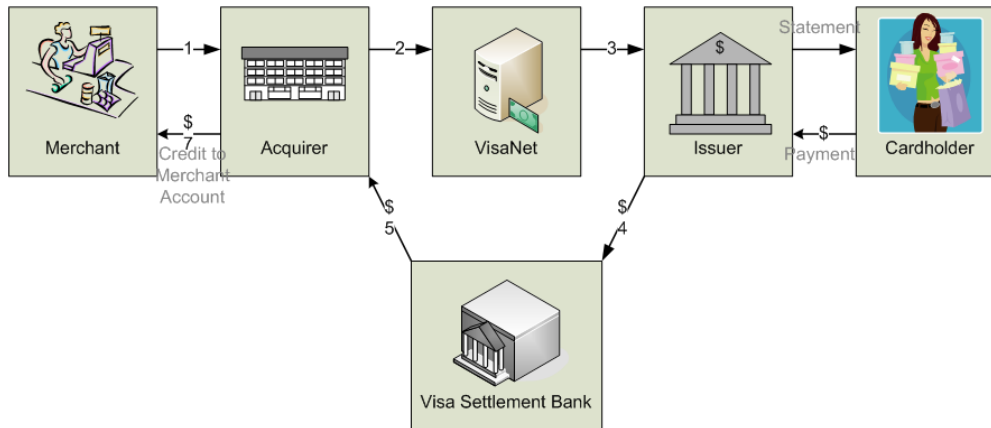 1
2
3
Statement
$
$
7
$
Merchant
Acquirer
VisaNet
Issuer
Payment
Cardholder
Credit to
Merchant
Account
$
5
$
4
Visa Settlement Bank